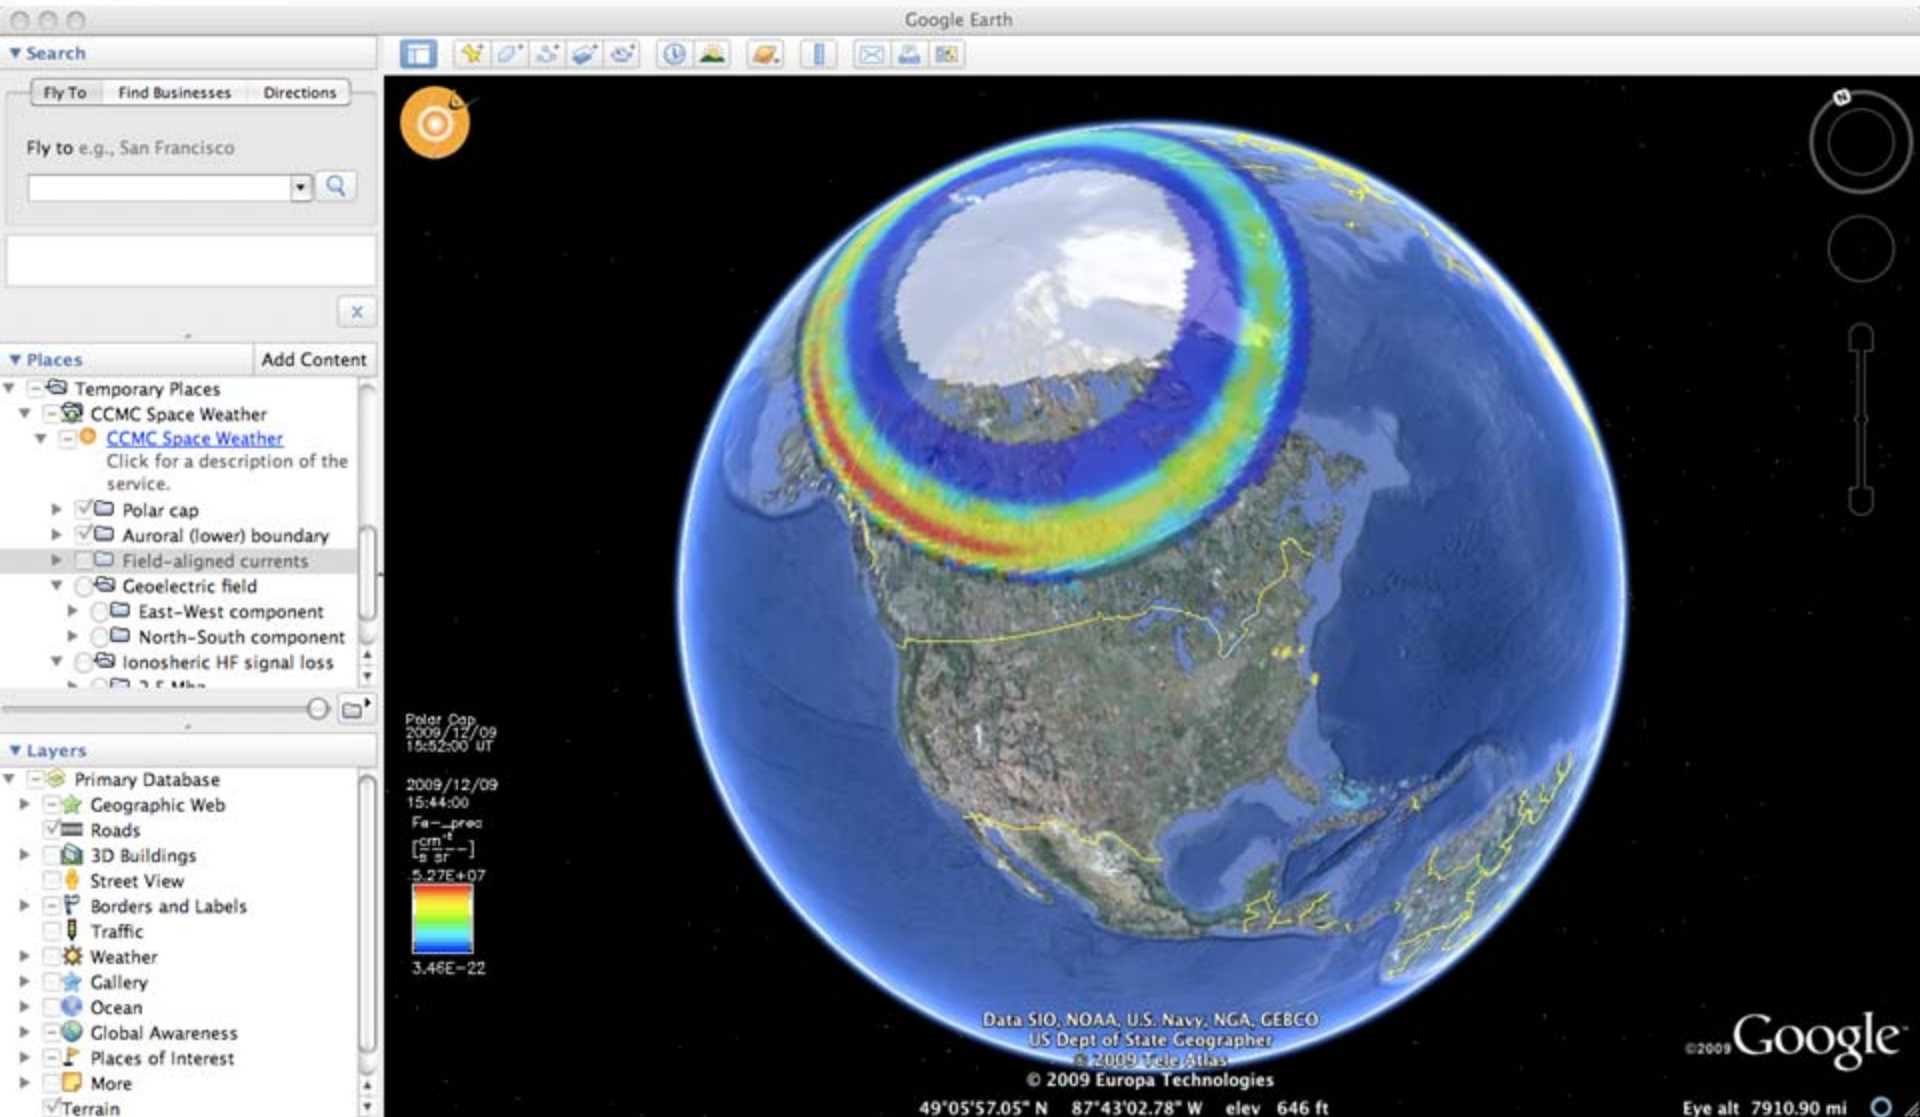 Google Earth
Search
Fly To
Find Businesses
Directions
Fly to e.g., San Francisco
Places
Add Content
Temporary Places
CCMC Space Weather
CCMC Space Weather
Click for a description of the
service.
Polar cap
Auroral (lower) boundary
Field-aligned currents
Geoelectric field
East-West component
North-South component
Ionosheric HF signal loss
Layers
Primary Database
Geographic Web
Roads
3D Buildings
Street View
Borders and Labels
Traffic
Weather
Gallery
Ocean
Global Awareness
Places of Interest
More
Terrain
N
Polar Cap
2009/12/09
15:52:00 UT
2009/12/09
15:44:00
5.27E+07
3.46E-22
Data SIO, NOAA, U.S. Navy, NGA, GEBCO
US Dept of State Geographer
© 2009 Tele Atlas
© 2009 Europa Technologies
©2009 Google
49°05'57.05" N 87°43'02.78" W elev 646 ft
Eye alt 7910.90 mi